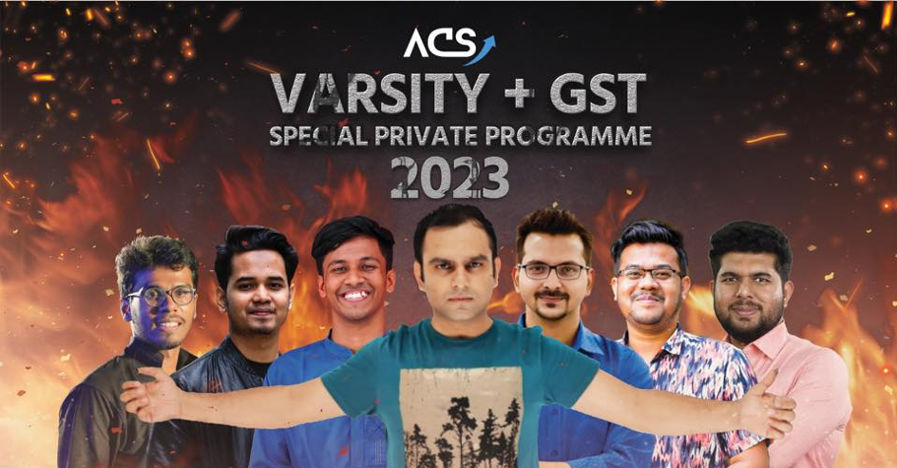 ACS
VARSITY + GST
SPECIAL PRIVATE PROGRAMME
2023